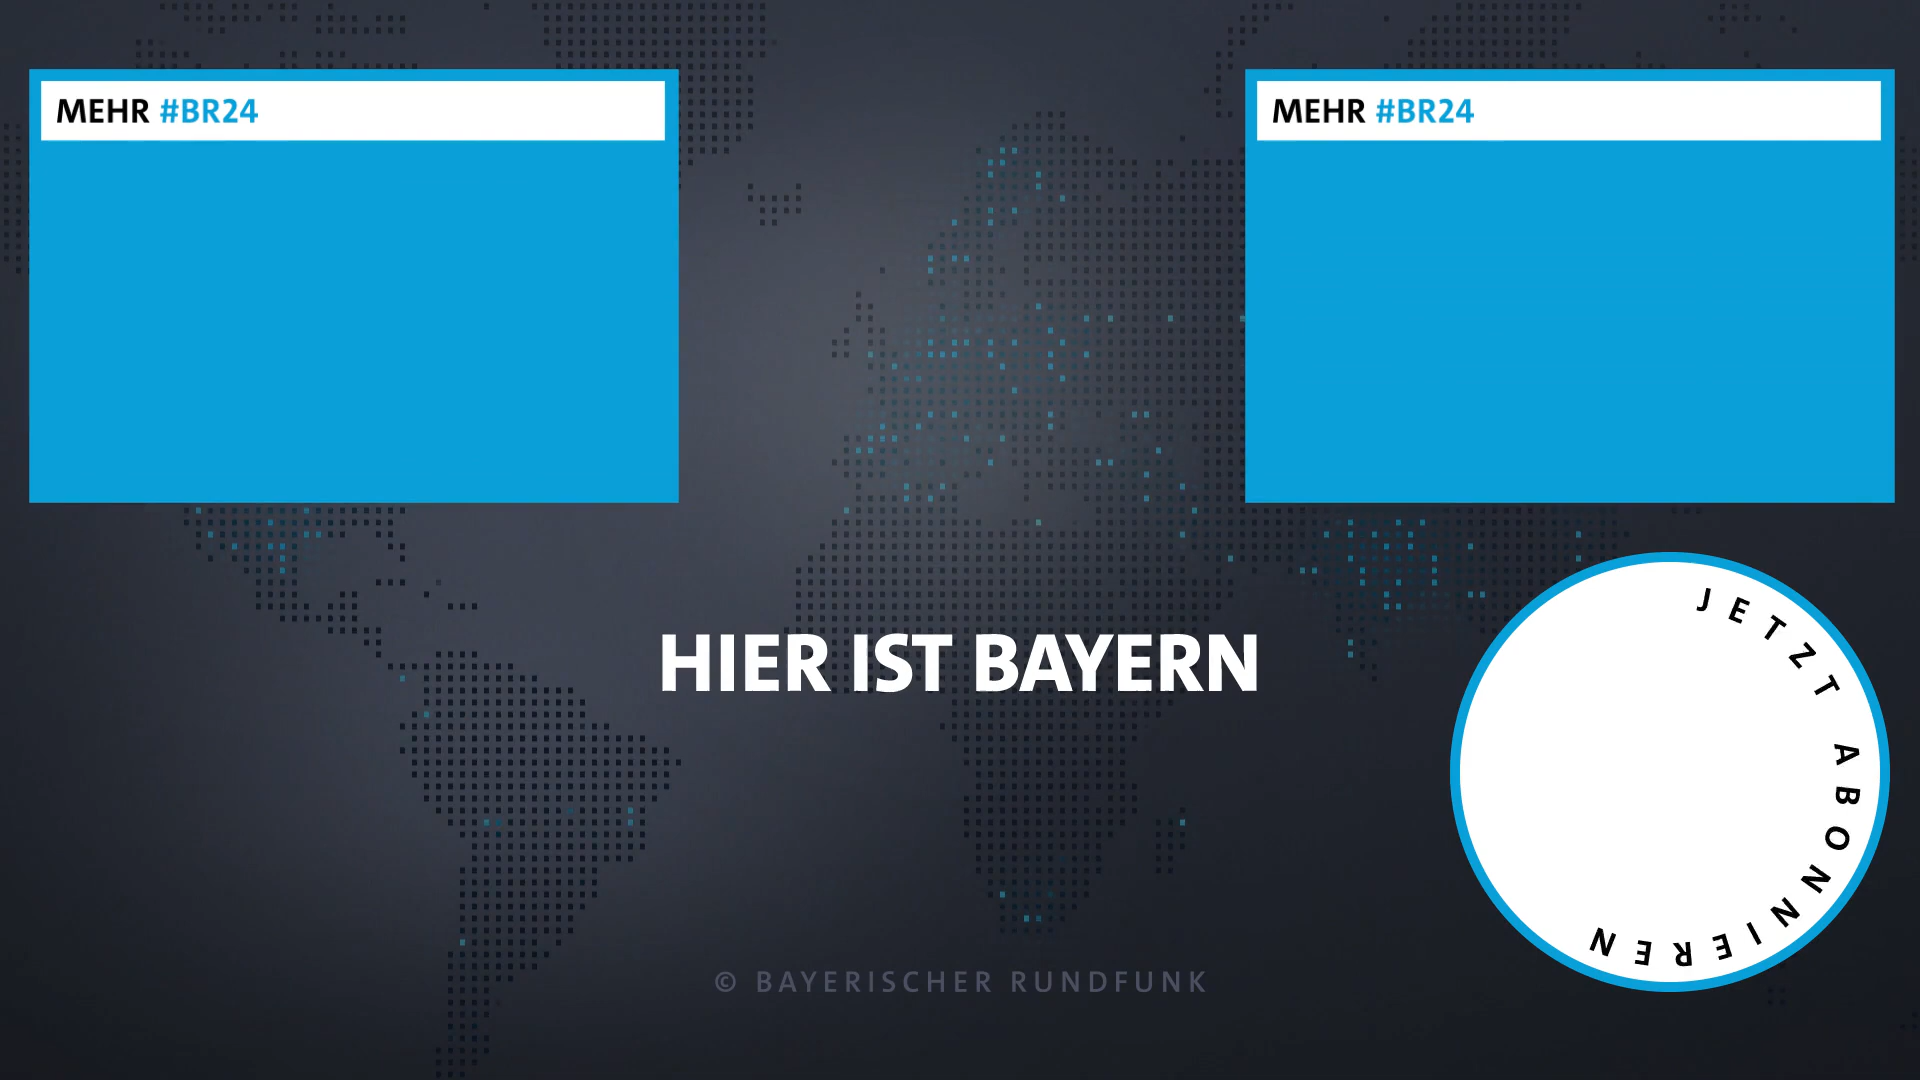 MEHR #BR24
MEHR #BR24
HIER IST BAYERN
JETZT ABONNIEREN
© BAYERISCHER RUNDFUNK